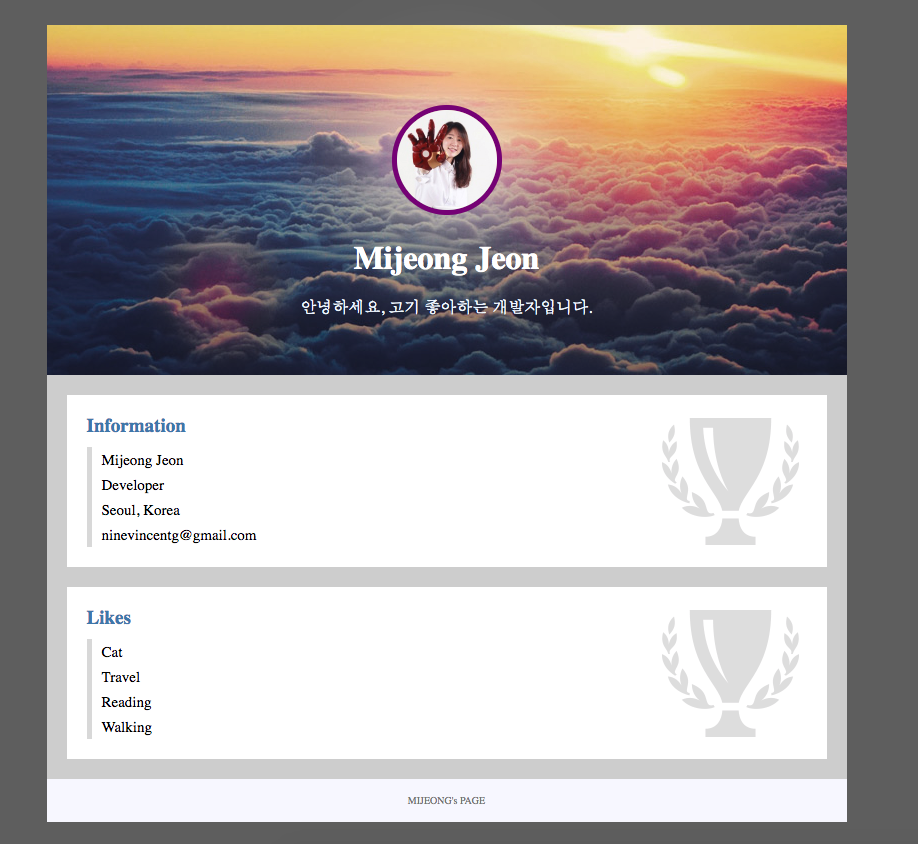 Mijeong Jeon
안녕하세요, 고기 좋아하는 개발자입니다.
Information
Mijeong Jeon
Developer
Seoul, Korea
ninevincentg@gmail.com
Likes
Cat
Travel
Reading
Walking
MIJEONG's PAGE